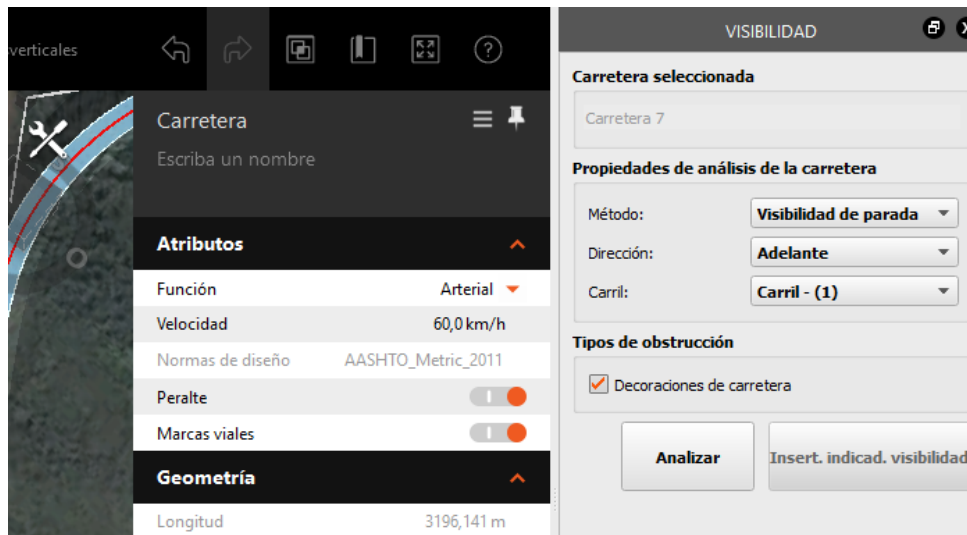 sverticales
Carretera
Escriba un nombre
Atributos
Función Arterial
Velocidad 60,0 km/h
Normas de diseño AASHTO_Metric_2011
Peralte
Marcas viales
Geometría
Longitud 3196,141 m
VISIBILIDAD
Carretera seleccionada
Carretera 7
Propiedades de análisis de la carretera
Método: Visibilidad de parada
Dirección: Adelante
Carril: Carril - (1)
Tipos de obstrucción
Decoraciones de carretera
Analizar Insert. indicad. visibilidad